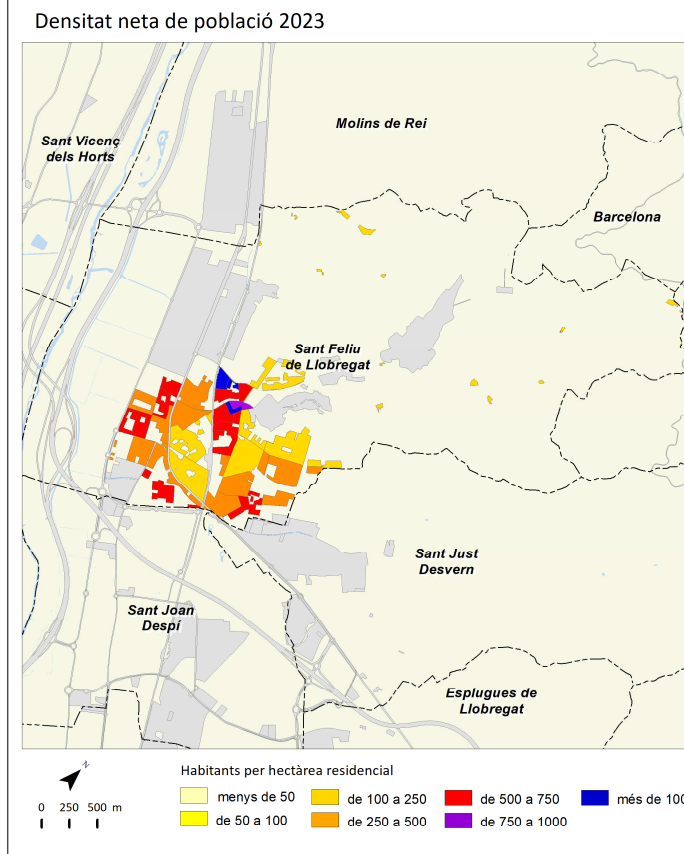 Densitat neta de població 2023
Molins de Rei
Sant Vicenç
dels Horts
Barcelona
Sant Feliu
de Llobregat
Sant Just
Desvern
Sant Joan
Despí
Esplugues de
Llobregat
N
0 250 500 m
Habitants per hectàrea residencial
menys de 50
de 100 a 250
de 500 a 750
més de 100
de 50 a 100
de 250 a 500
de 750 a 1000